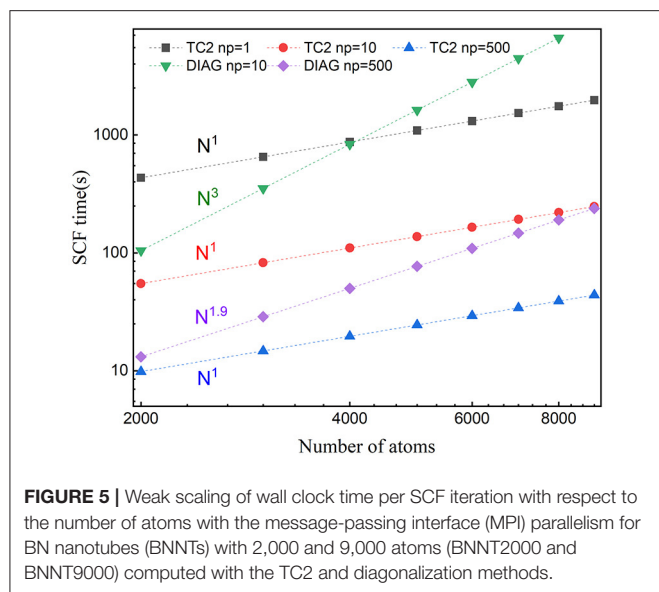 TC2 np=1 TC2 np=10 TC2 np=500
DIAG np=10 DIAG np=500
SCF time(s)
1000
100
10
N¹
N³
N¹
N¹·⁹
N¹
2000 4000 6000 8000
Number of atoms
FIGURE 5 | Weak scaling of wall clock time per SCF iteration with respect to
the number of atoms with the message-passing interface (MPI) parallelism for
BN nanotubes (BNNTs) with 2,000 and 9,000 atoms (BNNT2000 and
BNNT9000) computed with the TC2 and diagonalization methods.